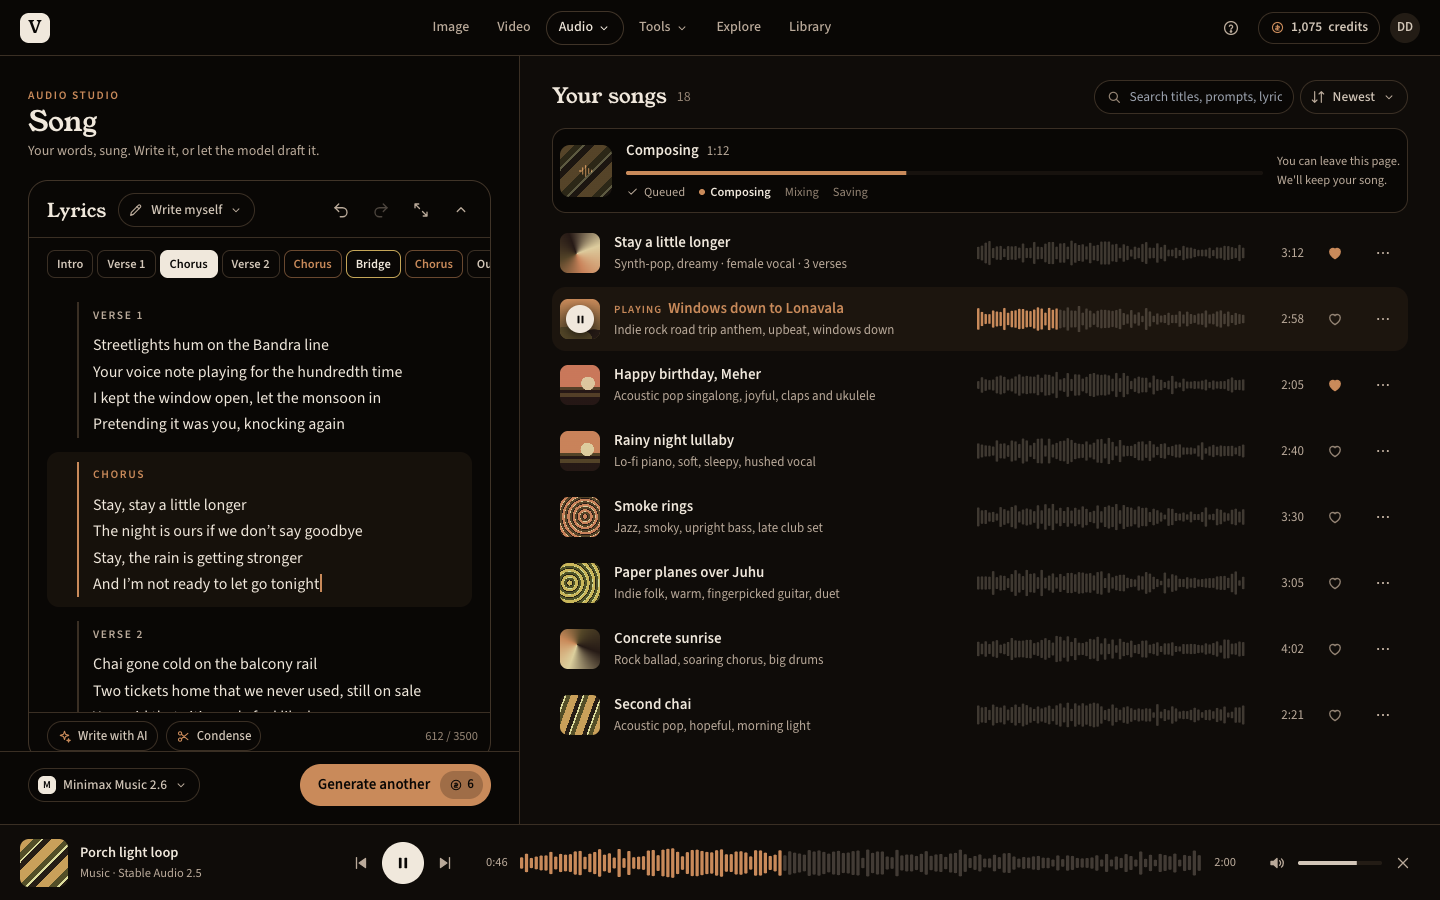 V
Image
Video
Audio
Tools
Explore
Library
1,075 credits
DD
AUDIO STUDIO
Song
Your words, sung. Write it, or let the model draft it.
Lyrics
Write myself
Intro
Verse 1
Chorus
Verse 2
Chorus
Bridge
Chorus
Ou
VERSE 1
Streetlights hum on the Bandra line
Your voice note playing for the hundredth time
I kept the window open, let the monsoon in
Pretending it was you, knocking again
CHORUS
Stay, stay a little longer
The night is ours if we don’t say goodbye
Stay, the rain is getting stronger
And I’m not ready to let go tonight
VERSE 2
Chai gone cold on the balcony rail
Two tickets home that we never used, still on sale
Write with AI
Condense
612 / 3500
M
Minimax Music 2.6
Generate another
6
Your songs 18
Search titles, prompts, lyric
Newest
Composing 1:12
Queued
Composing
Mixing
Saving
You can leave this page.
We'll keep your song.
Stay a little longer
Synth-pop, dreamy · female vocal · 3 verses
3:12
PLAYING Windows down to Lonavala
Indie rock road trip anthem, upbeat, windows down
2:58
Happy birthday, Meher
Acoustic pop singalong, joyful, claps and ukulele
2:05
Rainy night lullaby
Lo-fi piano, soft, sleepy, hushed vocal
2:40
Smoke rings
Jazz, smoky, upright bass, late club set
3:30
Paper planes over Juhu
Indie folk, warm, fingerpicked guitar, duet
3:05
Concrete sunrise
Rock ballad, soaring chorus, big drums
4:02
Second chai
Acoustic pop, hopeful, morning light
2:21
Porch light loop
Music · Stable Audio 2.5
0:46
2:00